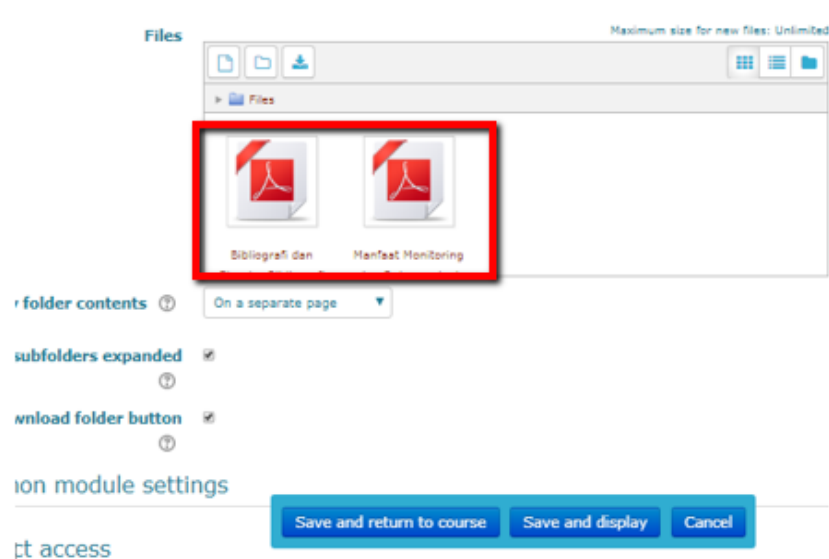 Files
Maximum size for new files: Unlimited
Files
Bibliografi dan
Manfaat Monitoring
folder contents
On a separate page
subfolders expanded
wnload folder button
non module settings
Save and return to course
Save and display
Cancel
ct access